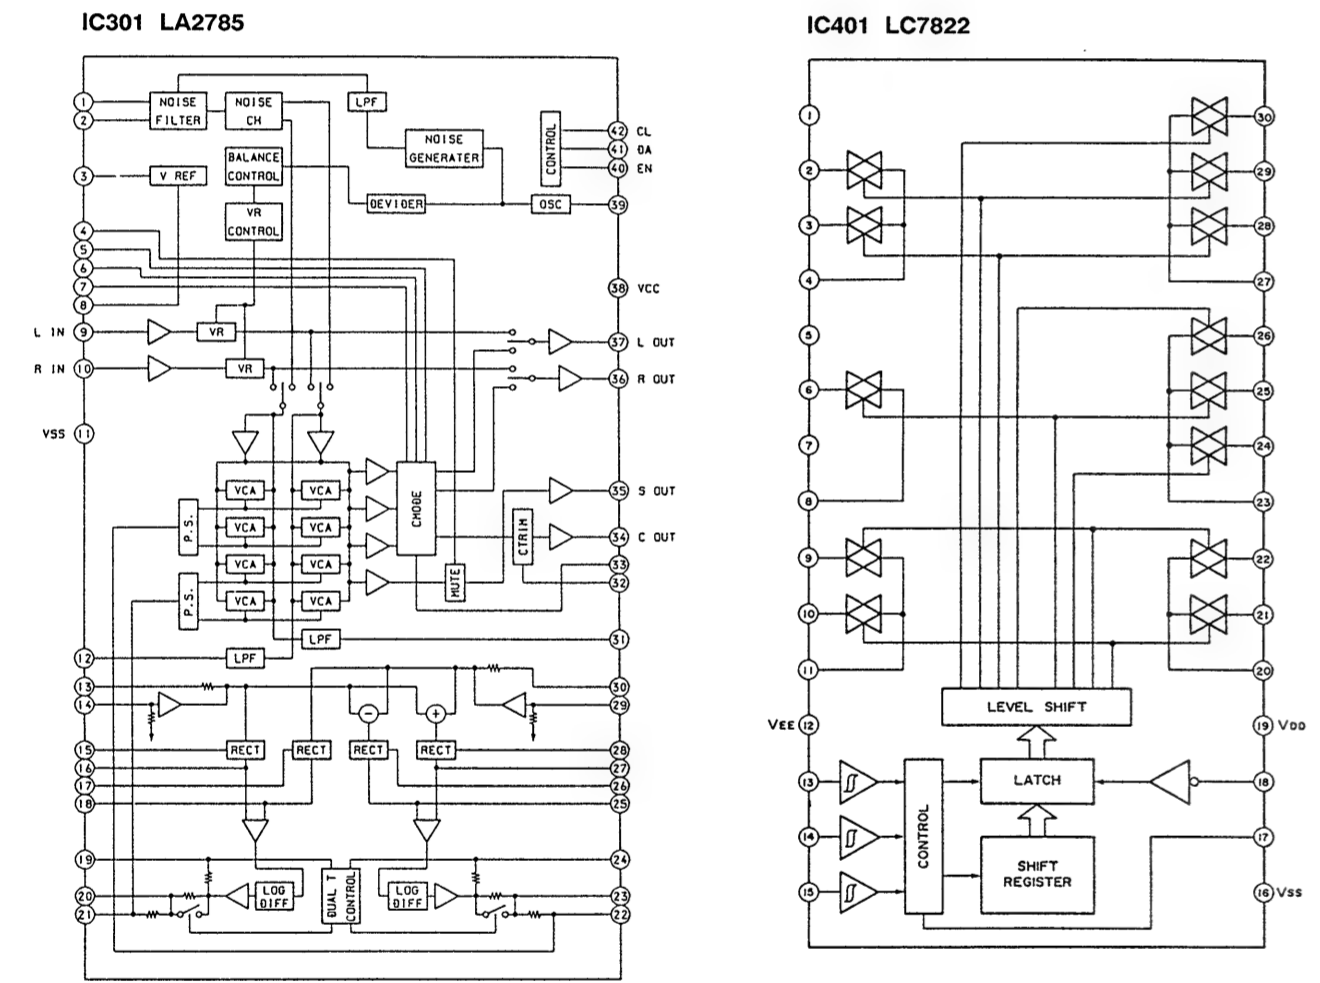 IC301 LA2785
1
2
3
4
5
6
7
8
L IN 9
R IN 10
VSS 11
12
13
14
15
16
17
18
19
20
21
NOISE
FILTER
NOISE
CH
LPF
NOISE
GENERATER
CONTROL
42 CL
41 DA
40 EN
V REF
BALANCE
CONTROL
VR
CONTROL
DEVIDER
OSC
39
38 VCC
VR
VR
37 L OUT
36 R OUT
VCA
VCA
VCA
VCA
VCA
VCA
VCA
VCA
P.S.
P.S.
CMODE
MUTE
CTRIM
35 S OUT
34 C OUT
33
32
LPF
31
LPF
30
29
−
+
RECT
RECT
RECT
RECT
28
27
26
25
24
LOG
DIFF
DUAL T
CONTROL
LOG
DIFF
23
22
IC401 LC7822
1
2
3
4
5
6
7
8
9
10
11
VEE 12
13
14
15
30
29
28
27
26
25
24
23
22
21
20
19 VDD
18
17
16 VSS
LEVEL SHIFT
LATCH
CONTROL
SHIFT
REGISTER